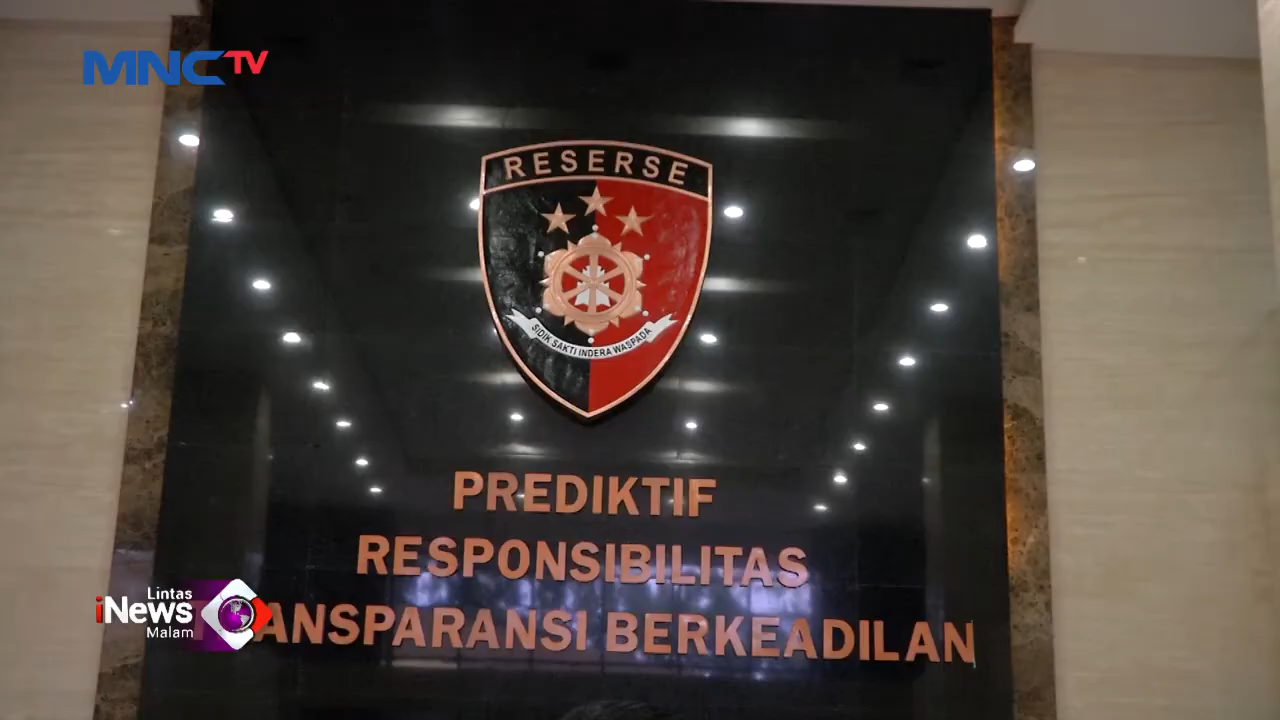 MNCTV
RESERSE
SIDIK SAKTI INDERA WASPADA
PREDIKTIF
RESPONSIBILITAS
ANSPARANSI BERKEADILAN
Lintas
iNews
Malam